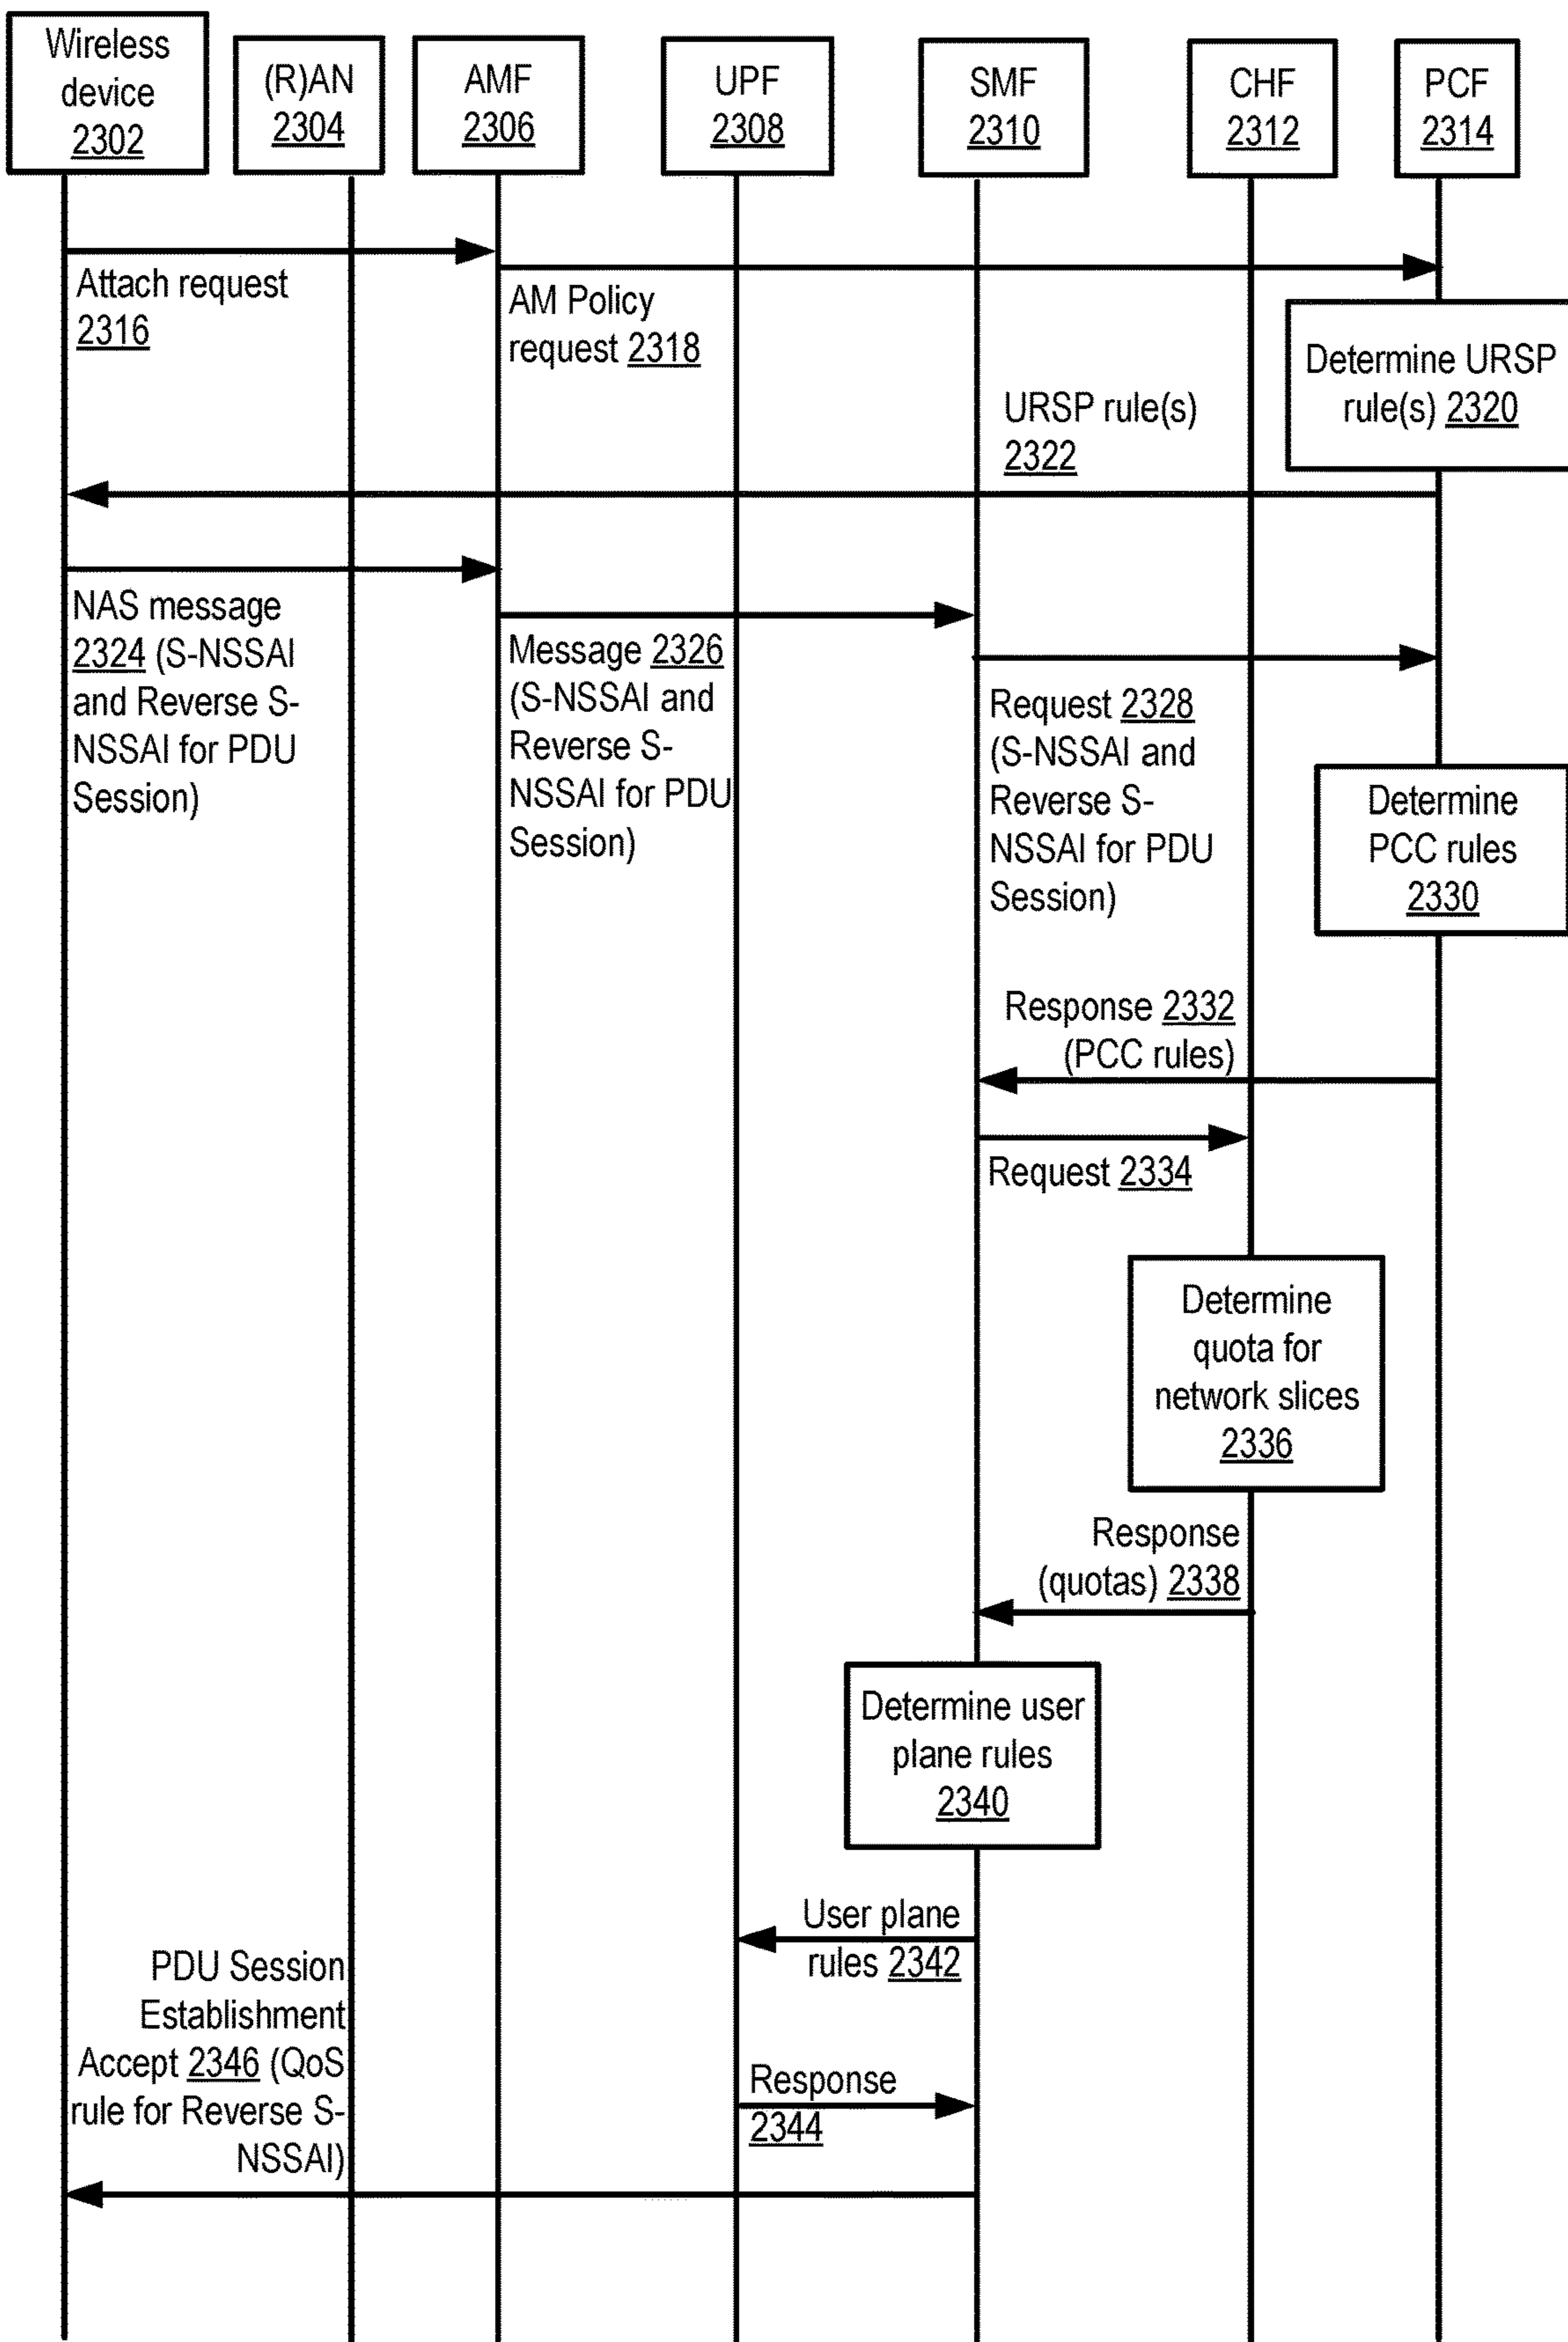 Wireless
device
2302
(R)AN
2304
AMF
2306
UPF
2308
SMF
2310
CHF
2312
PCF
2314
Attach request
2316
AM Policy
request 2318
Determine URSP
rule(s) 2320
URSP rule(s)
2322
NAS message
2324 (S-NSSAI
and Reverse S-
NSSAI for PDU
Session)
Message 2326
(S-NSSAI and
Reverse S-
NSSAI for PDU
Session)
Request 2328
(S-NSSAI and
Reverse S-
NSSAI for PDU
Session)
Determine
PCC rules
2330
Response 2332
(PCC rules)
Request 2334
Determine
quota for
network slices
2336
Response
(quotas) 2338
Determine user
plane rules
2340
User plane
rules 2342
Response
2344
PDU Session
Establishment
Accept 2346 (QoS
rule for Reverse S-
NSSAI)